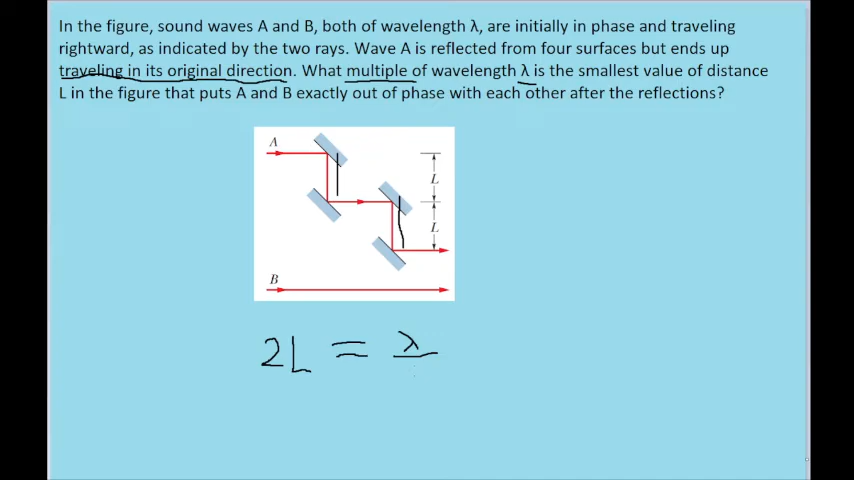 In the figure, sound waves A and B, both of wavelength λ, are initially in phase and traveling
rightward, as indicated by the two rays. Wave A is reflected from four surfaces but ends up
traveling in its original direction. What multiple of wavelength λ is the smallest value of distance
L in the figure that puts A and B exactly out of phase with each other after the reflections?
A
L
L
B
2L = λ